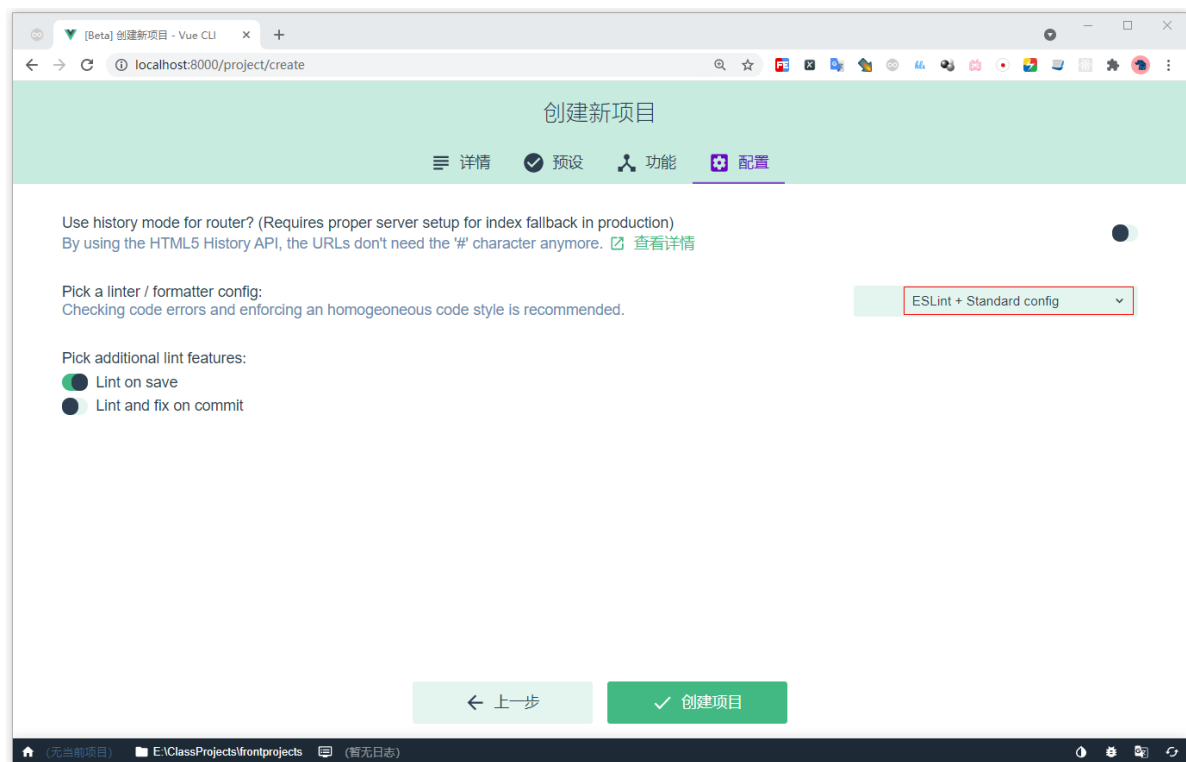 [Beta] 创建新项目 - Vue CLI
localhost:8000/project/create
创建新项目
详情 预设 功能 配置
Use history mode for router? (Requires proper server setup for index fallback in production)
By using the HTML5 History API, the URLs don't need the '#' character anymore. 查看详情
Pick a linter / formatter config:
ESLint + Standard config
Checking code errors and enforcing an homogeoneous code style is recommended.
Pick additional lint features:
Lint on save
Lint and fix on commit
上一步 创建项目
(无当前项目) E:\ClassProjects\frontprojects (暂无日志)